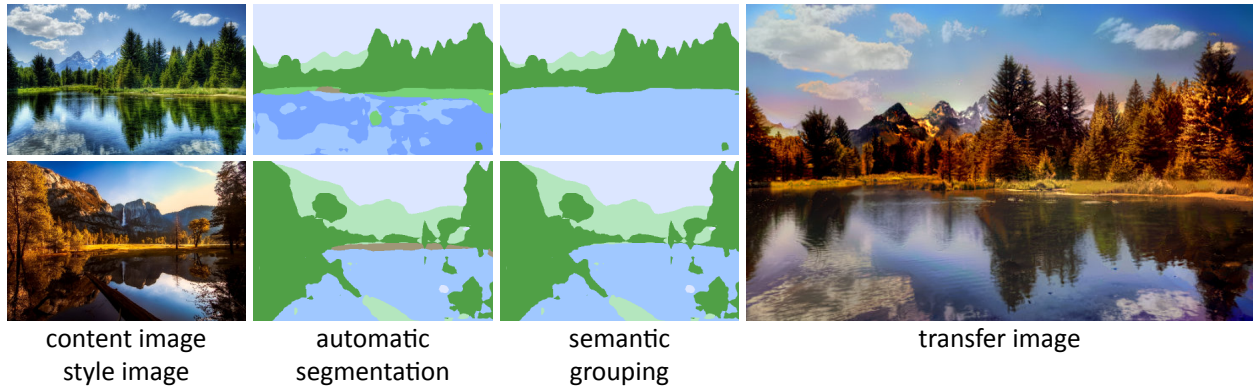 content image
style image
automatic
segmentation
semantic
grouping
transfer image